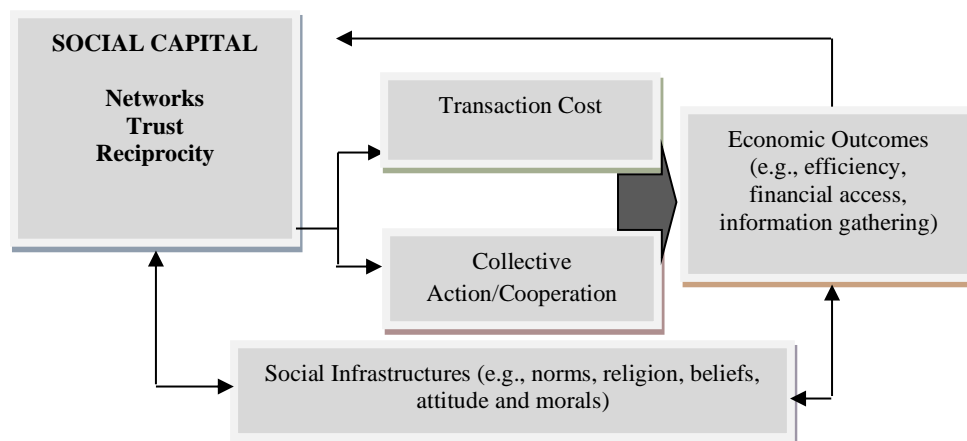 SOCIAL CAPITAL
Networks
Trust
Reciprocity
Transaction Cost
Collective
Action/Cooperation
Economic Outcomes
(e.g., efficiency,
financial access,
information gathering)
Social Infrastructures (e.g., norms, religion, beliefs,
attitude and morals)